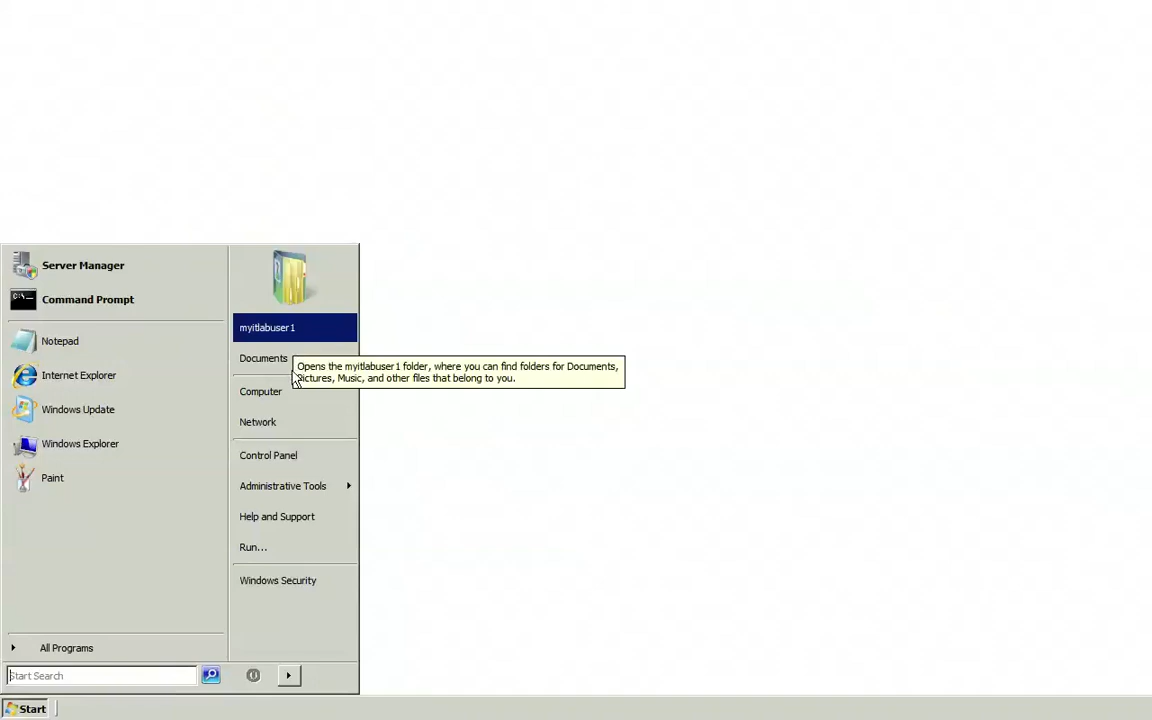 Server Manager
Command Prompt
Notepad
Internet Explorer
Windows Update
Windows Explorer
Paint
All Programs
Start Search
myitlabuser1
Documents
Opens the myitlabuser1 folder, where you can find folders for Documents,
Pictures, Music, and other files that belong to you.
Computer
Network
Control Panel
Administrative Tools
Help and Support
Run...
Windows Security
Start